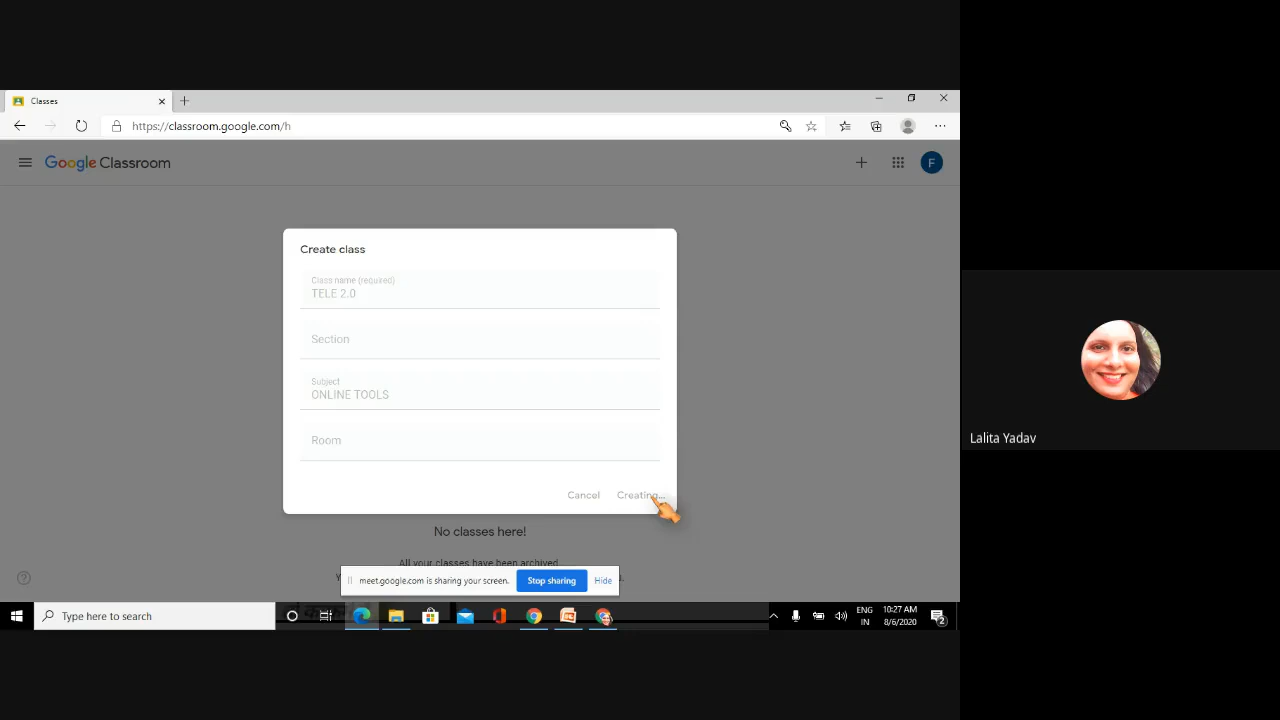 Classes
https://classroom.google.com/h
Google Classroom
F
Create class
Class name (required)
TELE 2.0
Section
Subject
ONLINE TOOLS
Room
Cancel
Creating...
No classes here!
All your classes have been archived.
meet.google.com is sharing your screen.
Stop sharing
Hide
Lalita Yadav
Type here to search
ENG
IN
10:27 AM
8/6/2020
2